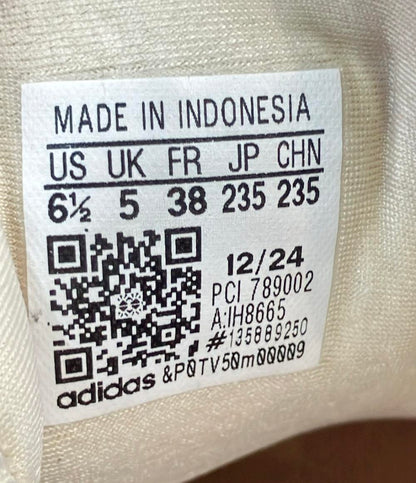 MADE IN INDONESIA
US UK FR JP CHN
6½ 5 38 235 235
12/24
PCI 789002
A:IH8665
#135889250
adidas &P0TV50m00009